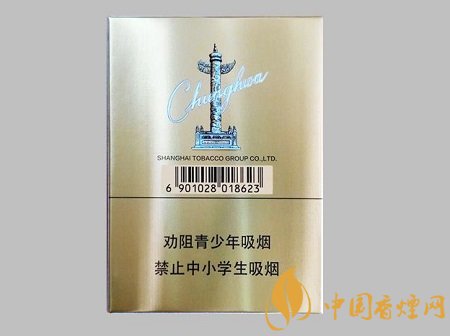 Chunghwa
SHANGHAI TOBACCO GROUP CO.,LTD.
6 901028 018623
劝阻青少年吸烟
禁止中小学生吸烟
中国香烟网